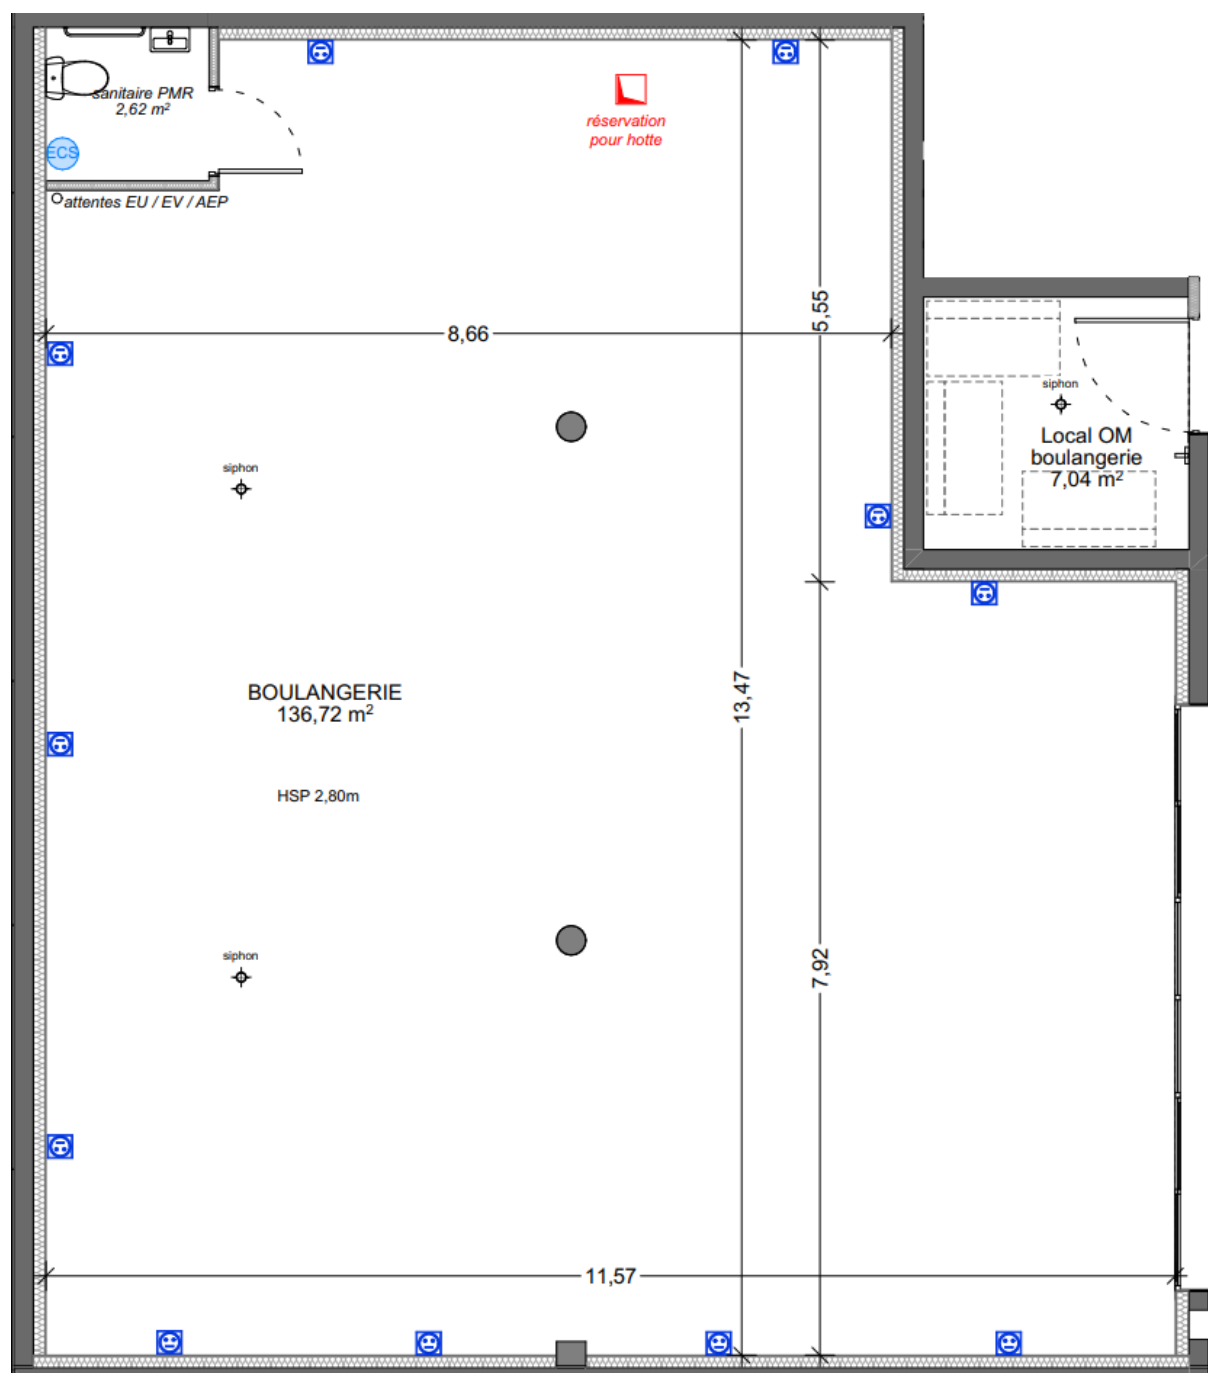 sanitaire PMR
2,62 m²
ECS
attentes EU / EV / AEP
réservation
pour hotte
5,55
8,66
siphon
Local OM
boulangerie
7,04 m²
siphon
13,47
BOULANGERIE
136,72 m²
HSP 2,80m
7,92
siphon
11,57